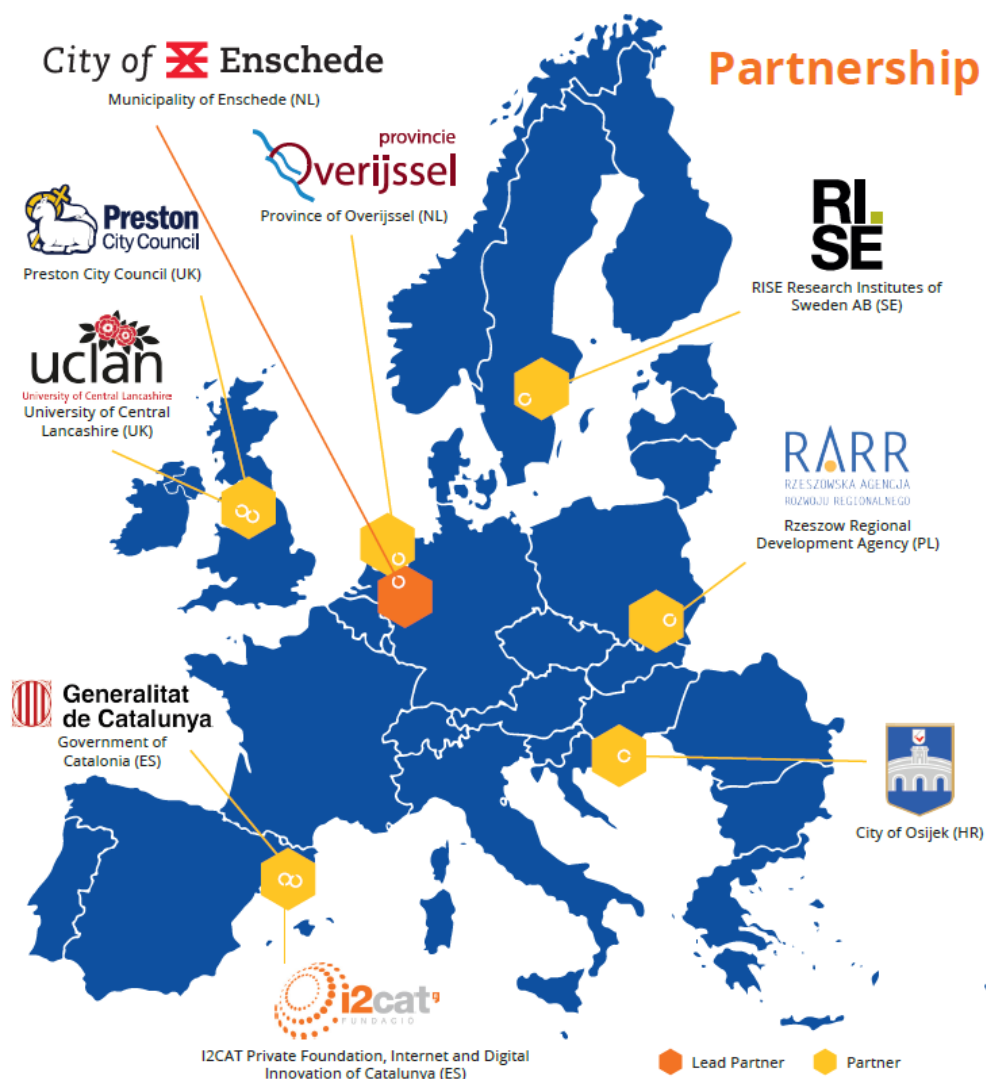 City of Enschede
Municipality of Enschede (NL)
Partnership
provincie
Overijssel
Province of Overijssel (NL)
Preston
City Council
Preston City Council (UK)
RI.
SE
RISE Research Institutes of
Sweden AB (SE)
uclan
University of Central Lancashire
University of Central
Lancashire (UK)
RARR
RZESZOWSKA AGENCJA
ROZWOJU REGIONALNEGO
Rzeszow Regional
Development Agency (PL)
Generalitat
de Catalunya
Government of
Catalonia (ES)
City of Osijek (HR)
i2cat
FUNDACIÓ
I2CAT Private Foundation, Internet and Digital
Innovation of Catalunya (ES)
Lead Partner
Partner